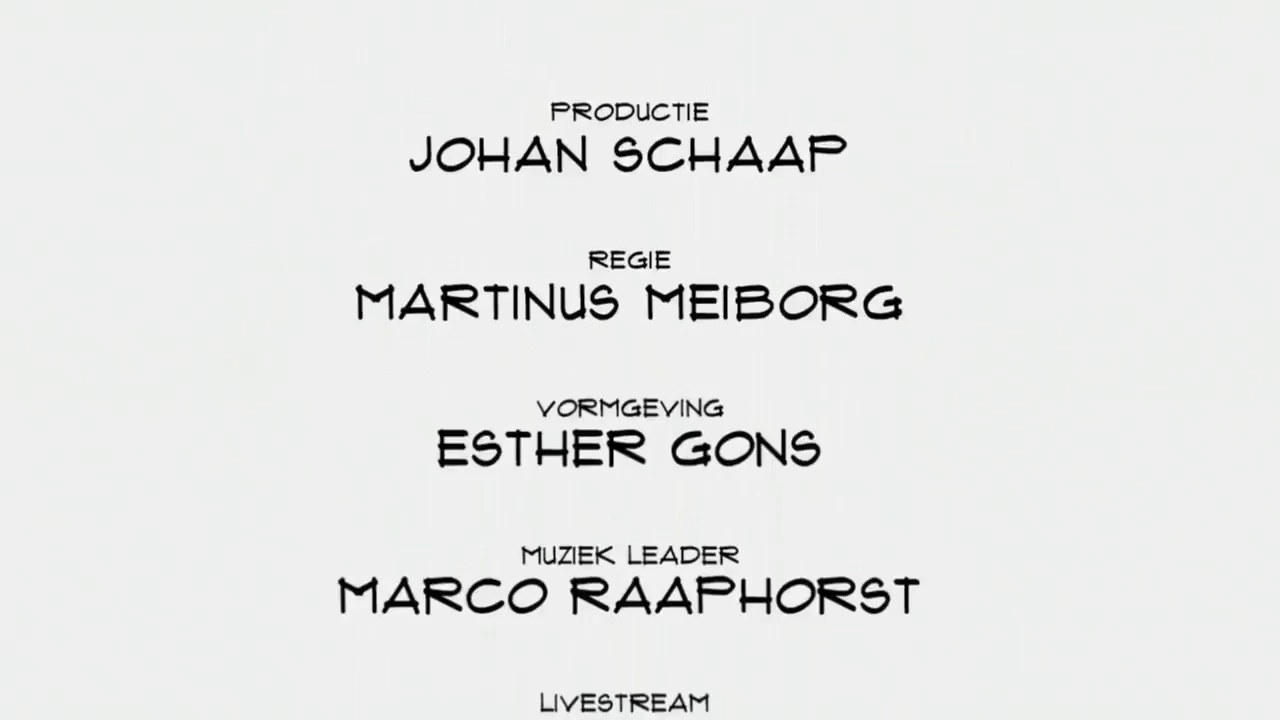 PRODUCTIE
JOHAN SCHAAP
REGIE
MARTINUS MEIBORG
VORMGEVING
ESTHER GONS
MUZIEK LEADER
MARCO RAAPHORST
LIVESTREAM